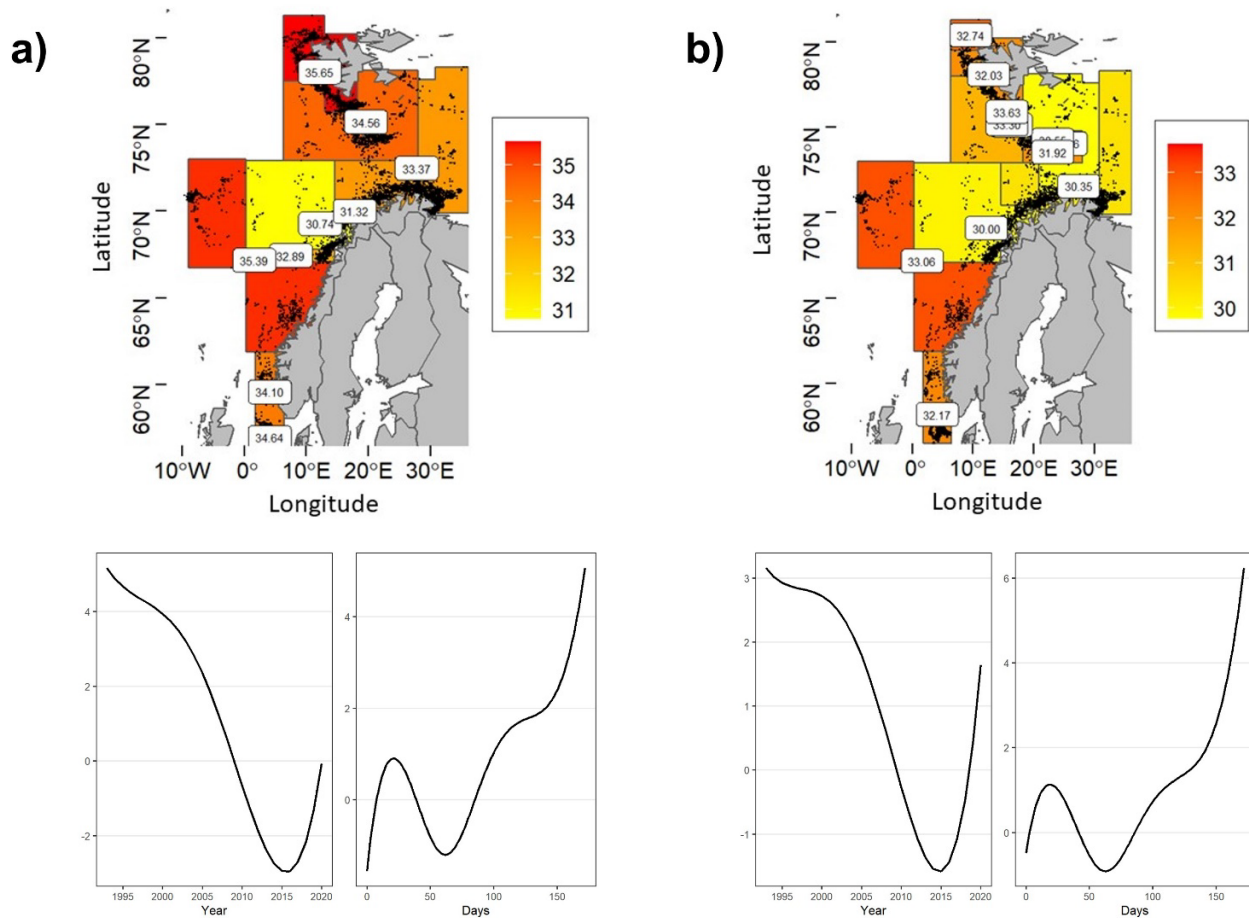 a)
Latitude
80°N
75°N
70°N
65°N
60°N
35.65
34.56
33.37
31.32
30.74
32.89
35.39
34.10
34.64
10°W 0° 10°E 20°E 30°E
Longitude
35
34
33
32
31
b)
Latitude
80°N
75°N
70°N
65°N
60°N
32.74
32.03
33.63
33.30
31.92
30.35
30.00
33.06
32.17
10°W 0° 10°E 20°E 30°E
Longitude
33
32
31
30
4
2
0
-2
1995 2000 2005 2010 2015 2020
Year
4
2
0
0 50 100 150
Days
3
2
1
0
-1
1995 2000 2005 2010 2015 2020
Year
6
4
2
0
0 50 100 150
Days